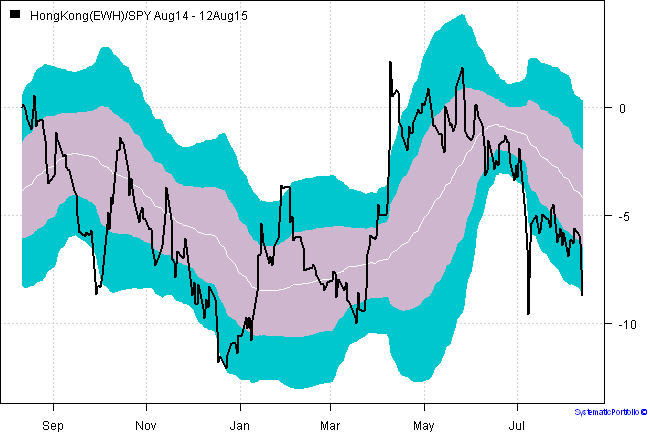 HongKong(EWH)/SPY Aug14 - 12Aug15
0
-5
-10
Sep Nov Jan Mar May Jul
SystematicPortfolio ©